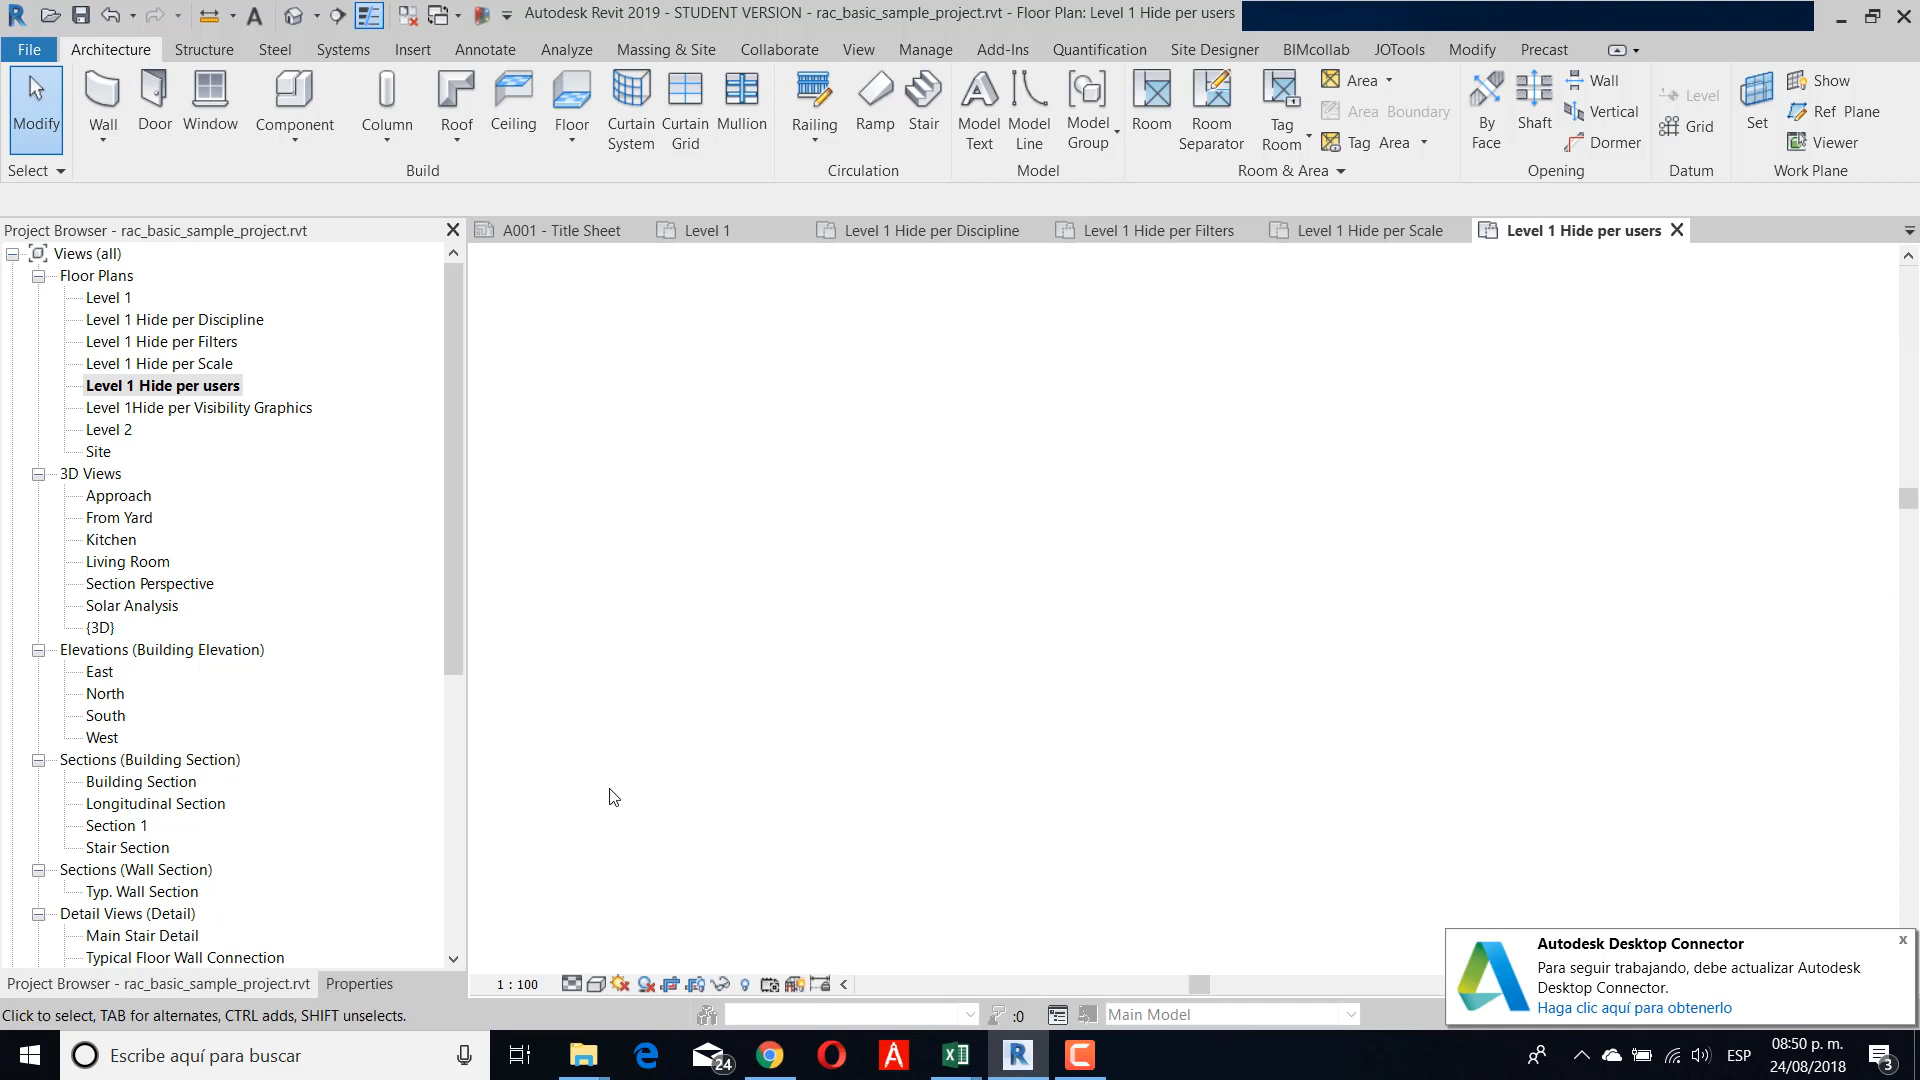 Autodesk Revit 2019 - STUDENT VERSION - rac_basic_sample_project.rvt - Floor Plan: Level 1 Hide per users
File Architecture Structure Steel Systems Insert Annotate Analyze Massing & Site Collaborate View Manage Add-Ins Quantification Site Designer BIMcollab JOTools Modify Precast
Modify Wall Door Window Component Column Roof Ceiling Floor Curtain System Curtain Grid Mullion Railing Ramp Stair Model Text Model Line Model Group Room Room Separator Tag Room
Area
Area Boundary
Tag Area
By Face
Shaft
Wall
Vertical
Dormer
Level
Grid
Set
Show
Ref Plane
Viewer
Select Build Circulation Model Room & Area Opening Datum Work Plane
Project Browser - rac_basic_sample_project.rvt
A001 - Title Sheet Level 1 Level 1 Hide per Discipline Level 1 Hide per Filters Level 1 Hide per Scale Level 1 Hide per users
Views (all)
Floor Plans
Level 1
Level 1 Hide per Discipline
Level 1 Hide per Filters
Level 1 Hide per Scale
Level 1 Hide per users
Level 1Hide per Visibility Graphics
Level 2
Site
3D Views
Approach
From Yard
Kitchen
Living Room
Section Perspective
Solar Analysis
{3D}
Elevations (Building Elevation)
East
North
South
West
Sections (Building Section)
Building Section
Longitudinal Section
Section 1
Stair Section
Sections (Wall Section)
Typ. Wall Section
Detail Views (Detail)
Main Stair Detail
Typical Floor Wall Connection
Project Browser - rac_basic_sample_project.rvt Properties
1 : 100
Click to select, TAB for alternates, CTRL adds, SHIFT unselects.
:0
Main Model
Autodesk Desktop Connector
Para seguir trabajando, debe actualizar Autodesk
Desktop Connector.
Haga clic aquí para obtenerlo
Escribe aquí para buscar
24
ESP
08:50 p. m.
24/08/2018
3